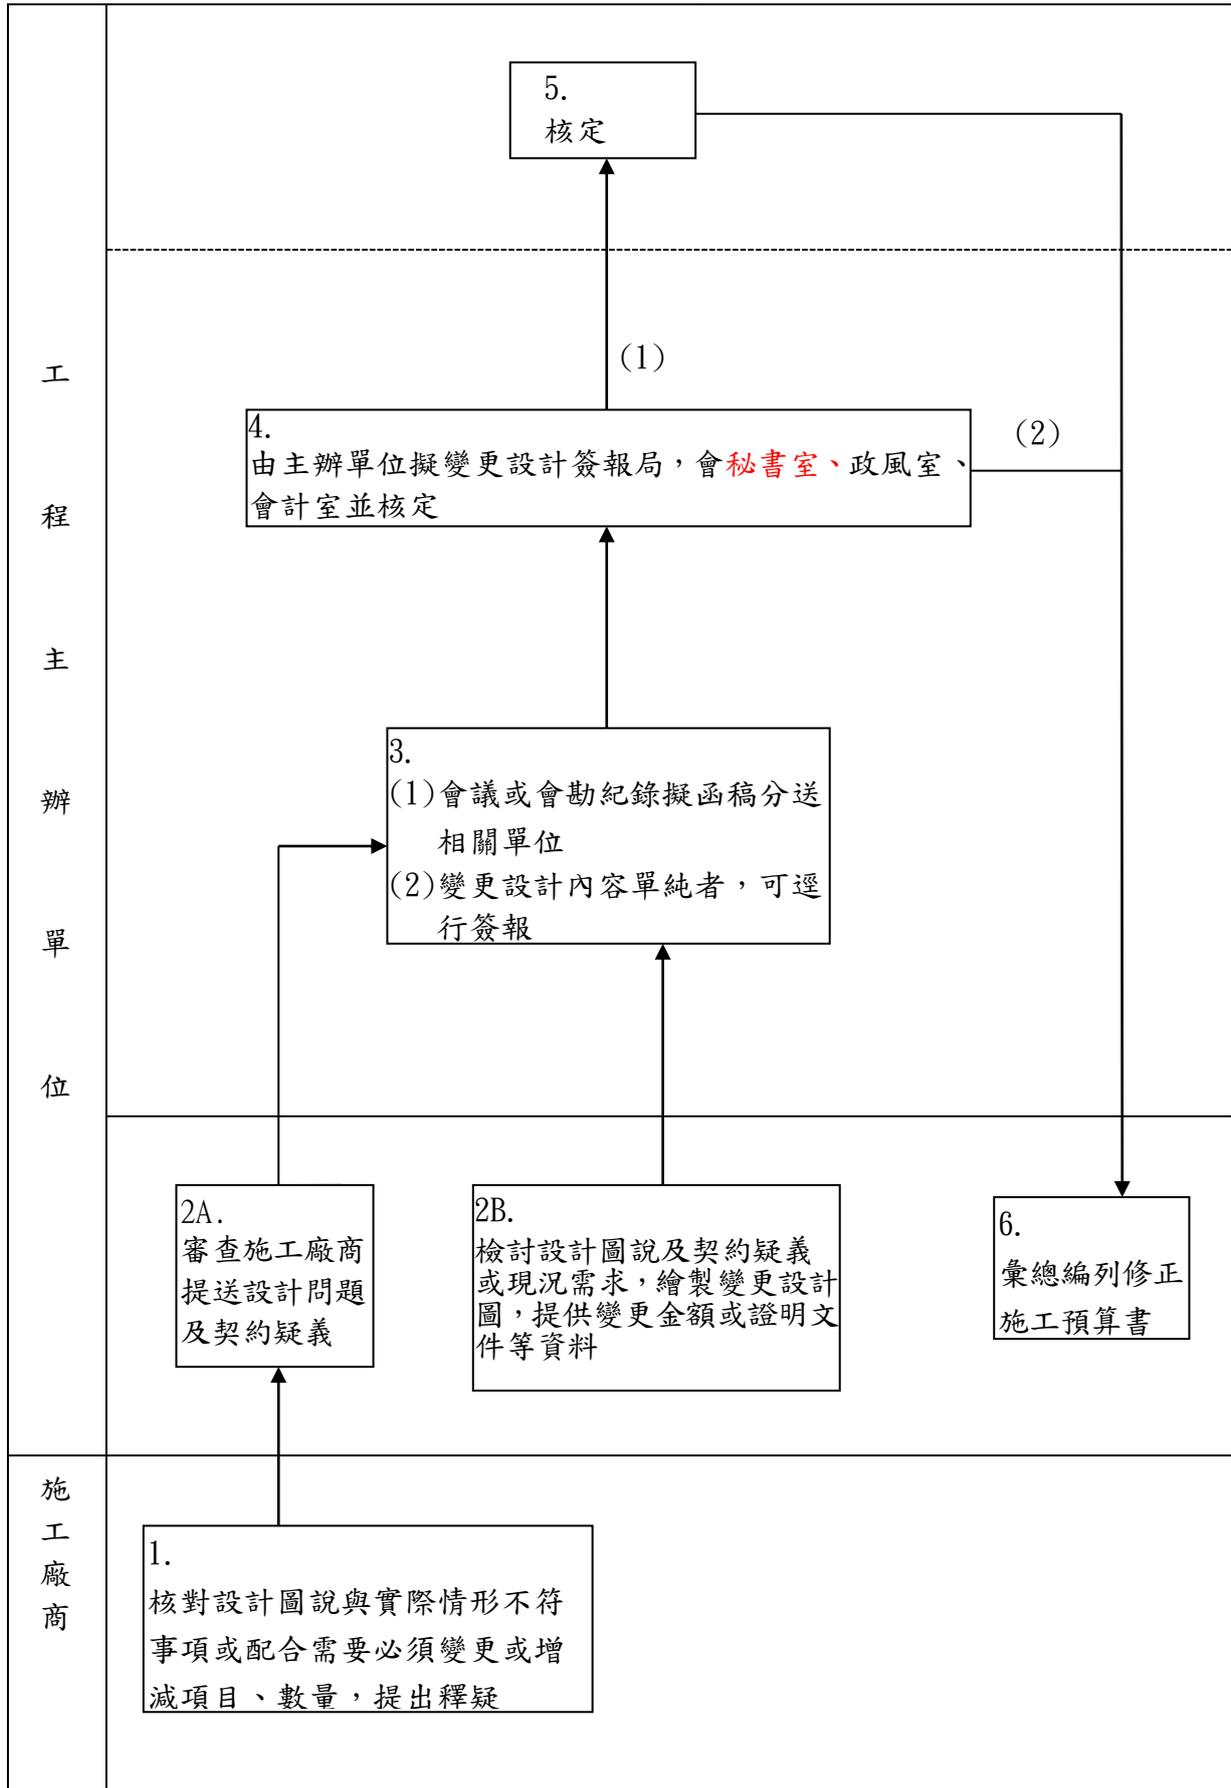 5.
核定
(1)
4.
由主辦單位擬變更設計簽報局，會秘書室、政風室、
會計室並核定
(2)
工
程
主
辦
單
位
3.
(1)會議或會勘紀錄擬函稿分送
相關單位
(2)變更設計內容單純者，可逕
行簽報
2A.
審查施工廠商
提送設計問題
及契約疑義
2B.
檢討設計圖說及契約疑義
或現況需求，繪製變更設計
圖，提供變更金額或證明文
件等資料
6.
彙總編列修正
施工預算書
施
工
廠
商
1.
核對設計圖說與實際情形不符
事項或配合需要必須變更或增
減項目、數量，提出釋疑